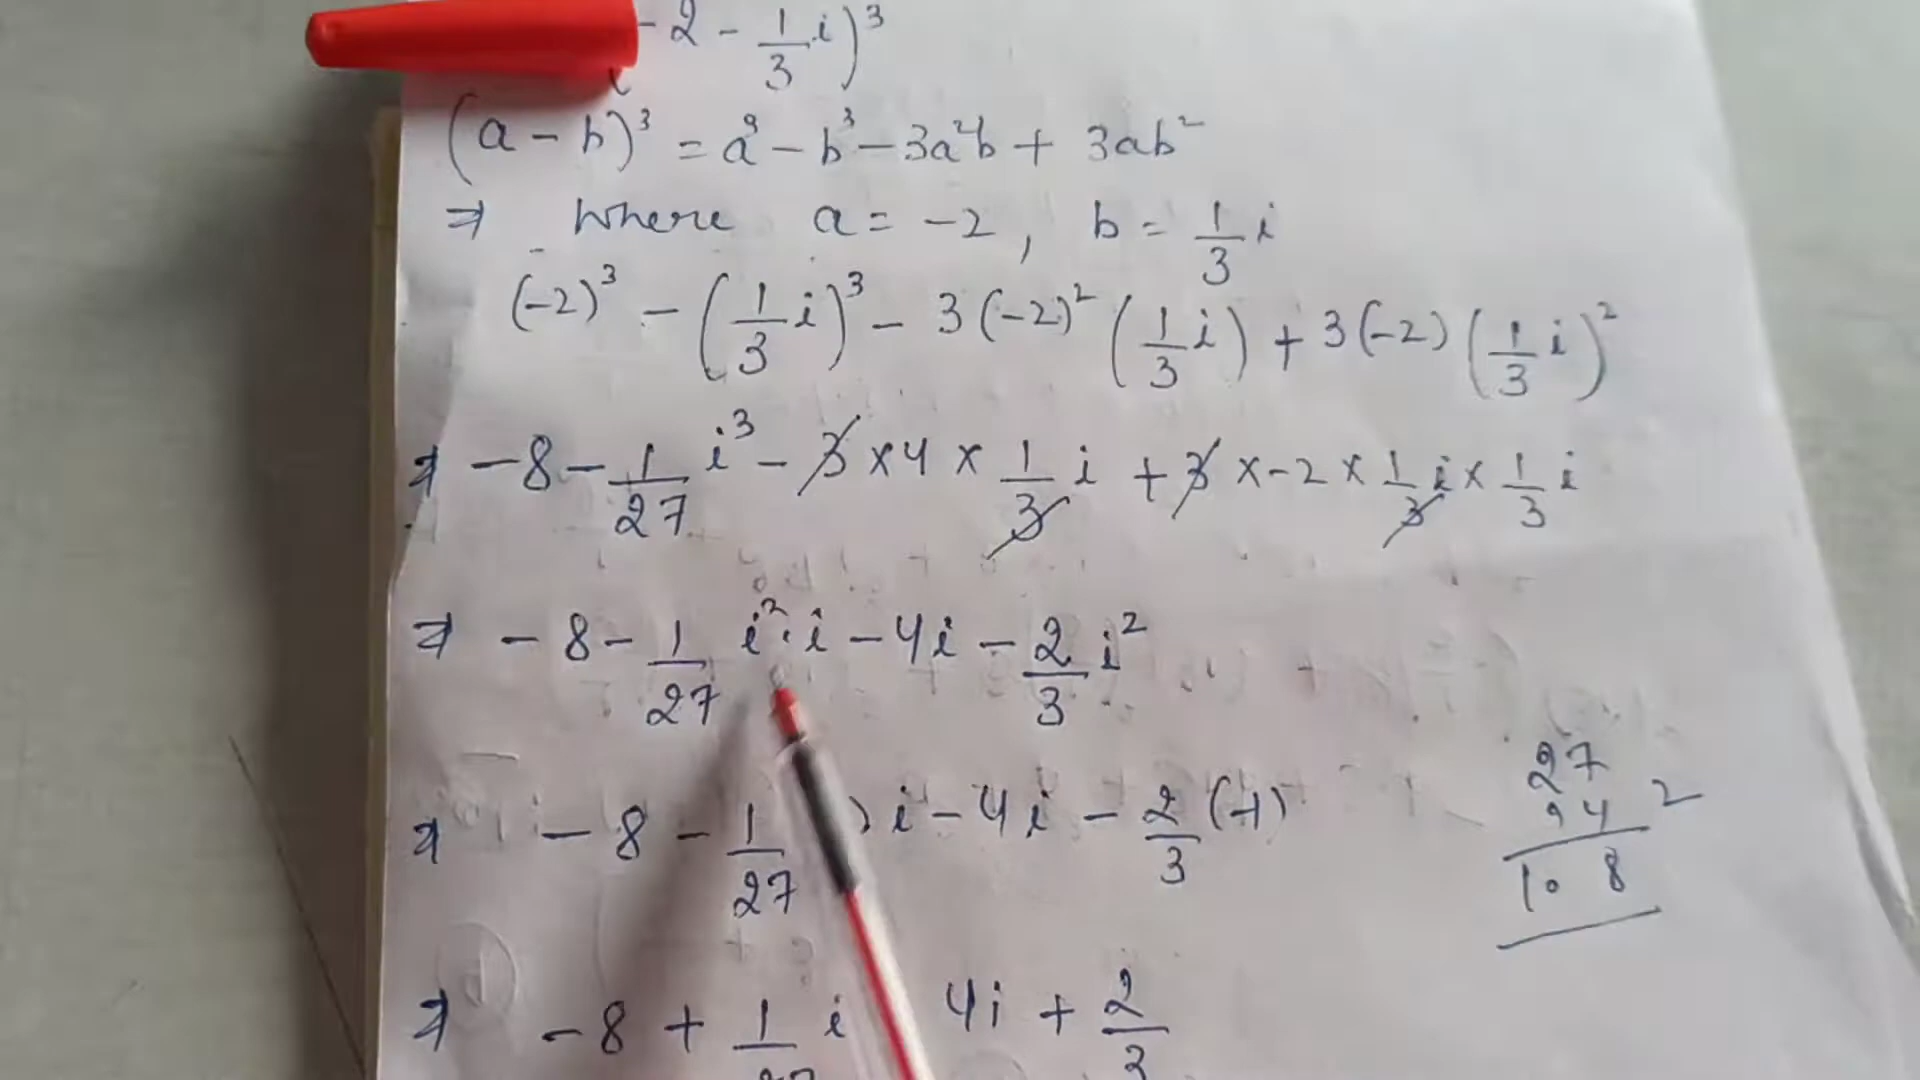 -2 - 1/3 i)³
(a - b)³ = a³ - b³ - 3a²b + 3ab²
⇒ where a = -2, b = 1/3 i
(-2)³ - (1/3 i)³ - 3(-2)² (1/3 i) + 3(-2) (1/3 i)²
⇒ -8 - 1/27 i³ - 3 × 4 × 1/3 i + 3 × -2 × 1/3 i × 1/3 i
⇒ -8 - 1/27 i²·i - 4i - 2/3 i²
⇒ -8 - 1/27 ) i - 4i - 2/3 (-1)
27
4 2
108
⇒ -8 + 1/27 i 4i + 2/3